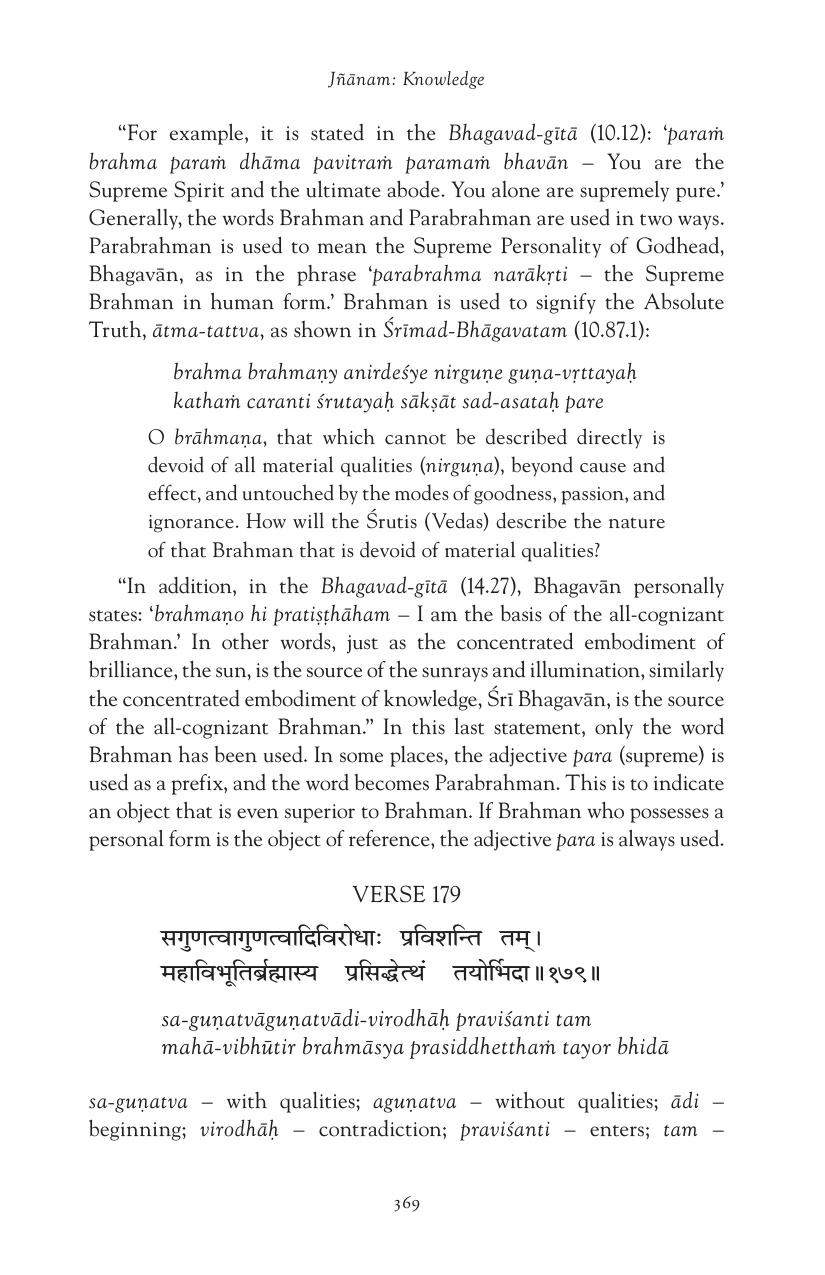 Jñānam: Knowledge
“For example, it is stated in the Bhagavad-gītā (10.12): ‘paraṁ
brahma paraṁ dhāma pavitraṁ paramaṁ bhavān – You are the
Supreme Spirit and the ultimate abode. You alone are supremely pure.’
Generally, the words Brahman and Parabrahman are used in two ways.
Parabrahman is used to mean the Supreme Personality of Godhead,
Bhagavān, as in the phrase ‘parabrahma narākṛti – the Supreme
Brahman in human form.’ Brahman is used to signify the Absolute
Truth, ātma-tattva, as shown in Śrīmad-Bhāgavatam (10.87.1):
brahma brahmaṇy anirdeśye nirguṇe guṇa-vṛttayaḥ
kathaṁ caranti śrutayaḥ sākṣāt sad-asataḥ pare
O brāhmaṇa, that which cannot be described directly is
devoid of all material qualities (nirguṇa), beyond cause and
effect, and untouched by the modes of goodness, passion, and
ignorance. How will the Śrutis (Vedas) describe the nature
of that Brahman that is devoid of material qualities?
“In addition, in the Bhagavad-gītā (14.27), Bhagavān personally
states: ‘brahmaṇo hi pratiṣṭhāham – I am the basis of the all-cognizant
Brahman.’ In other words, just as the concentrated embodiment of
brilliance, the sun, is the source of the sunrays and illumination, similarly
the concentrated embodiment of knowledge, Śrī Bhagavān, is the source
of the all-cognizant Brahman.” In this last statement, only the word
Brahman has been used. In some places, the adjective para (supreme) is
used as a prefix, and the word becomes Parabrahman. This is to indicate
an object that is even superior to Brahman. If Brahman who possesses a
personal form is the object of reference, the adjective para is always used.
VERSE 179
सगुणत्वागुणत्वादिविरोधाः प्रविशन्ति तम्।
महाविभूतिर्ब्रह्मास्य प्रसिद्धेत्थं तयोर्भिदा॥१७९॥
sa-guṇatvāguṇatvādi-virodhāḥ praviśanti tam
mahā-vibhūtir brahmāsya prasiddhetthaṁ tayor bhidā
sa-guṇatva – with qualities; aguṇatva – without qualities; ādi –
beginning; virodhāḥ – contradiction; praviśanti – enters; tam –
369